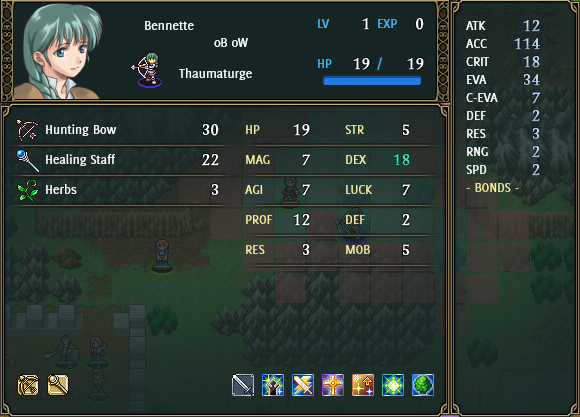 Bennette LV 1 EXP 0
oB oW
Thaumaturge HP 19 / 19
Hunting Bow 30
Healing Staff 22
Herbs 3
HP 19 STR 5
MAG 7 DEX 18
AGI 7 LUCK 7
PROF 12 DEF 2
RES 3 MOB 5
ATK 12
ACC 114
CRIT 18
EVA 34
C-EVA 7
DEF 2
RES 3
RNG 2
SPD 2
- BONDS -